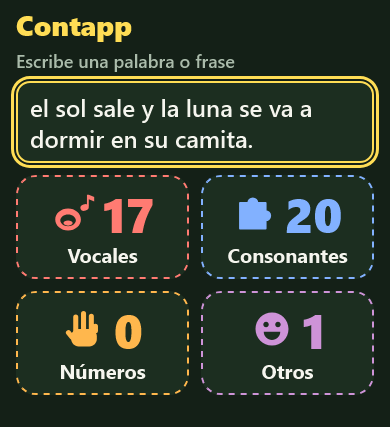 Contapp
Escribe una palabra o frase
el sol sale y la luna se va a
dormir en su camita.
17
20
Vocales
Consonantes
0
1
Números
Otros